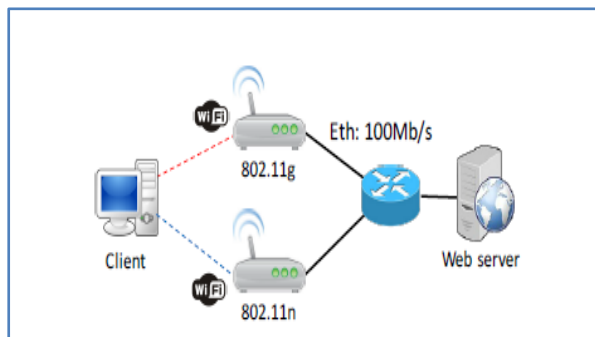 Wi Fi
Eth: 100Mb/s
802.11g
Client
Web server
Wi Fi
802.11n